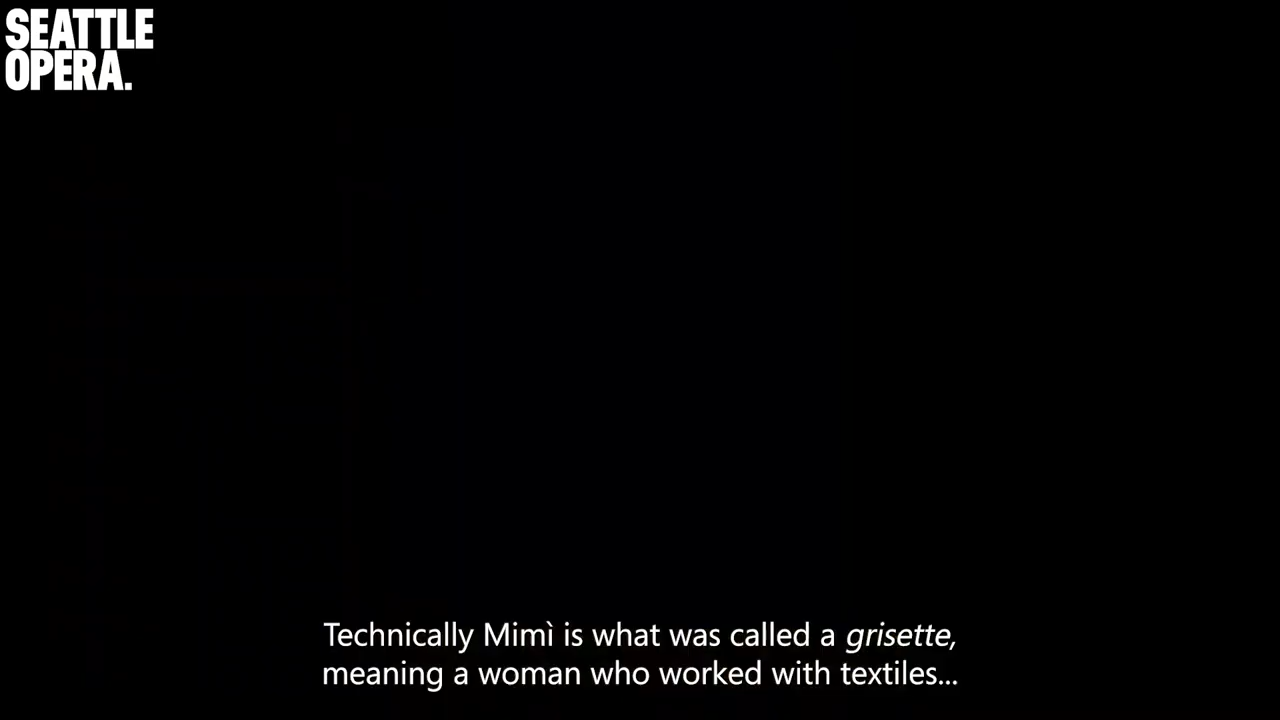 SEATTLE
OPERA.
Technically Mimì is what was called a grisette,
meaning a woman who worked with textiles...